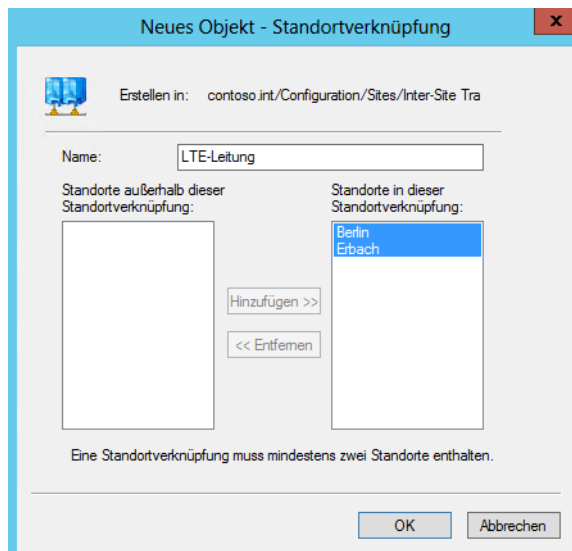 Neues Objekt - Standortverknüpfung
x
Erstellen in: contoso.int/Configuration/Sites/Inter-Site Tra
Name: LTE-Leitung
Standorte außerhalb dieser
Standortverknüpfung:
Standorte in dieser
Standortverknüpfung:
Berlin
Erbach
Hinzufügen >>
<< Entfernen
Eine Standortverknüpfung muss mindestens zwei Standorte enthalten.
OK Abbrechen